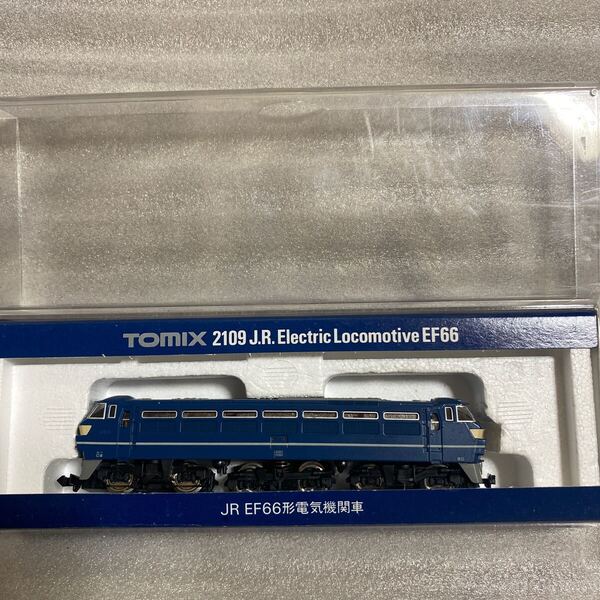 TOMIX 2109 J.R. Electric Locomotive EF66
JR EF66形電気機関車